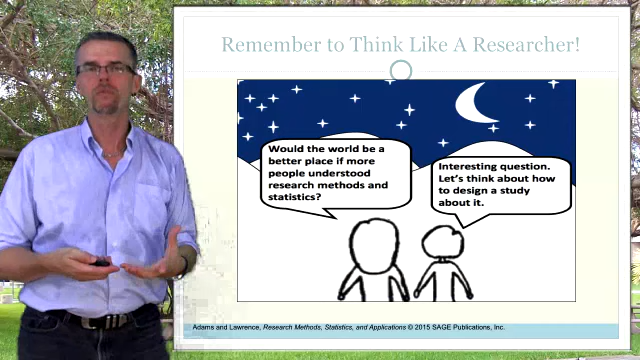 Remember to Think Like A Researcher!
Would the world be a
better place if more
people understood
research methods and
statistics?
Interesting question.
Let's think about how
to design a study
about it.
Adams and Lawrence, Research Methods, Statistics, and Applications © 2015 SAGE Publications, Inc.